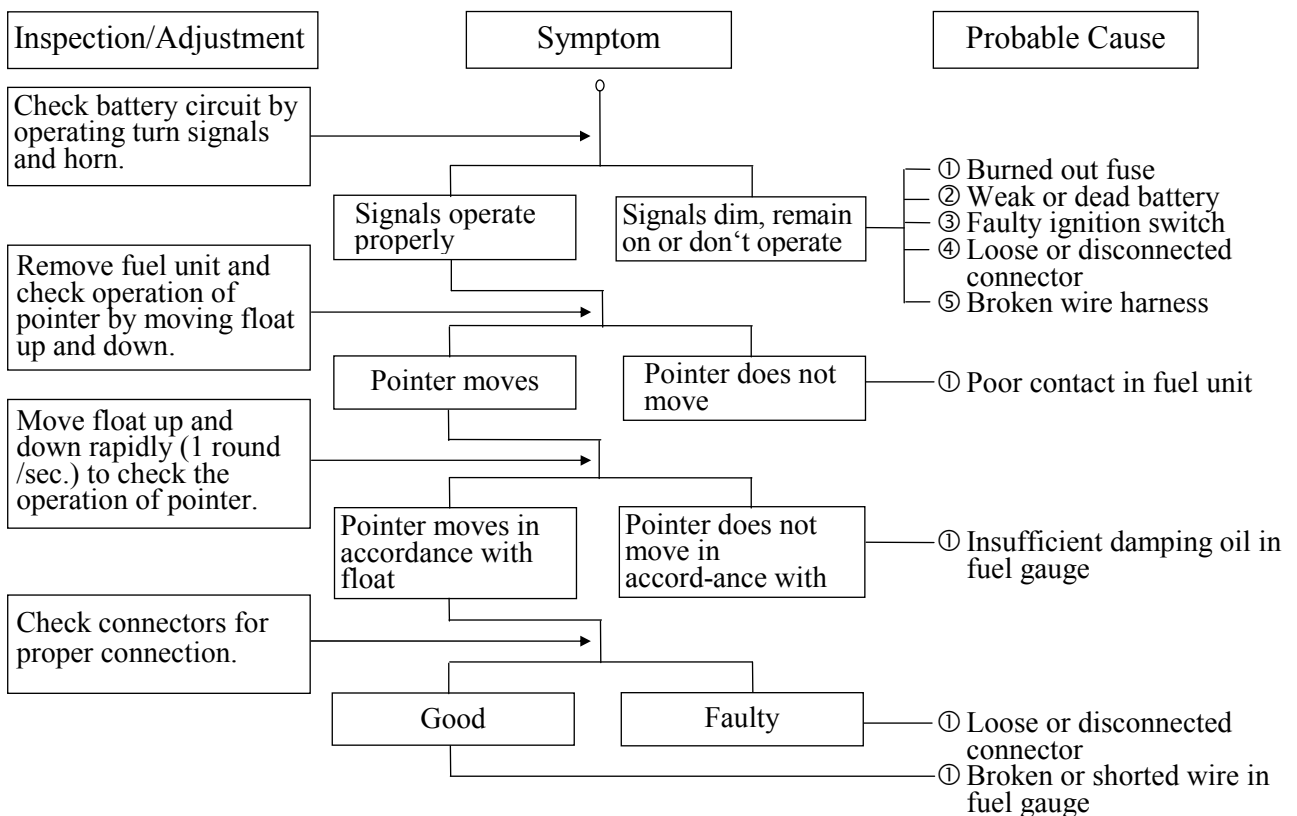 Inspection/Adjustment
Symptom
Probable Cause
Check battery circuit by
operating turn signals
and horn.
Signals operate
properly
Signals dim, remain
on or don‘t operate
① Burned out fuse
② Weak or dead battery
③ Faulty ignition switch
④ Loose or disconnected
connector
⑤ Broken wire harness
Remove fuel unit and
check operation of
pointer by moving float
up and down.
Pointer moves
Pointer does not
move
① Poor contact in fuel unit
Move float up and
down rapidly (1 round
/sec.) to check the
operation of pointer.
Pointer moves in
accordance with
float
Pointer does not
move in
accord-ance with
① Insufficient damping oil in
fuel gauge
Check connectors for
proper connection.
Good
Faulty
① Loose or disconnected
connector
① Broken or shorted wire in
fuel gauge